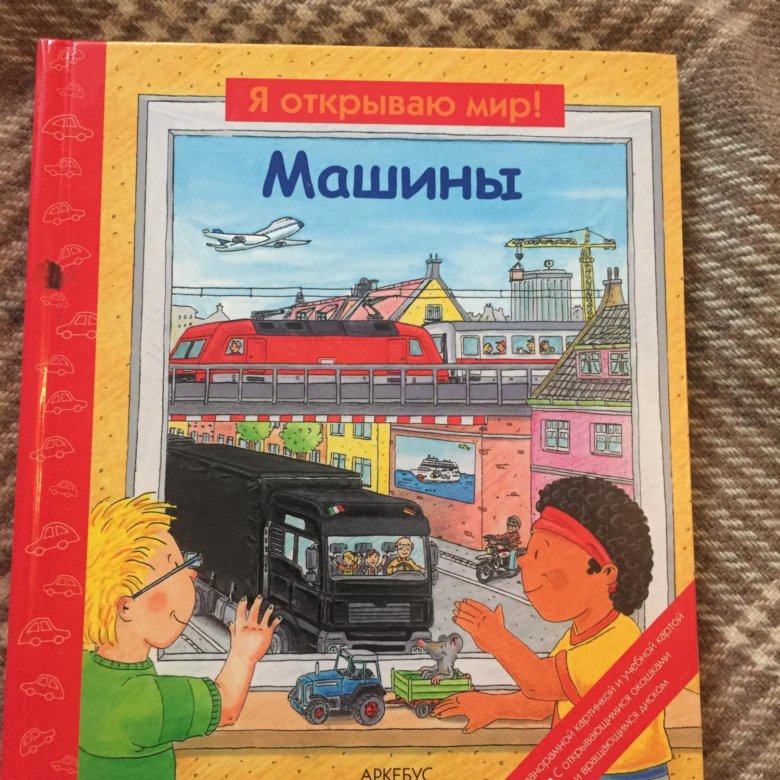 Я открываю мир!
Машины
панорамной картинкой и учебной картой
с открывающимися окошками
и вращающимся диском
АРКЕБУС